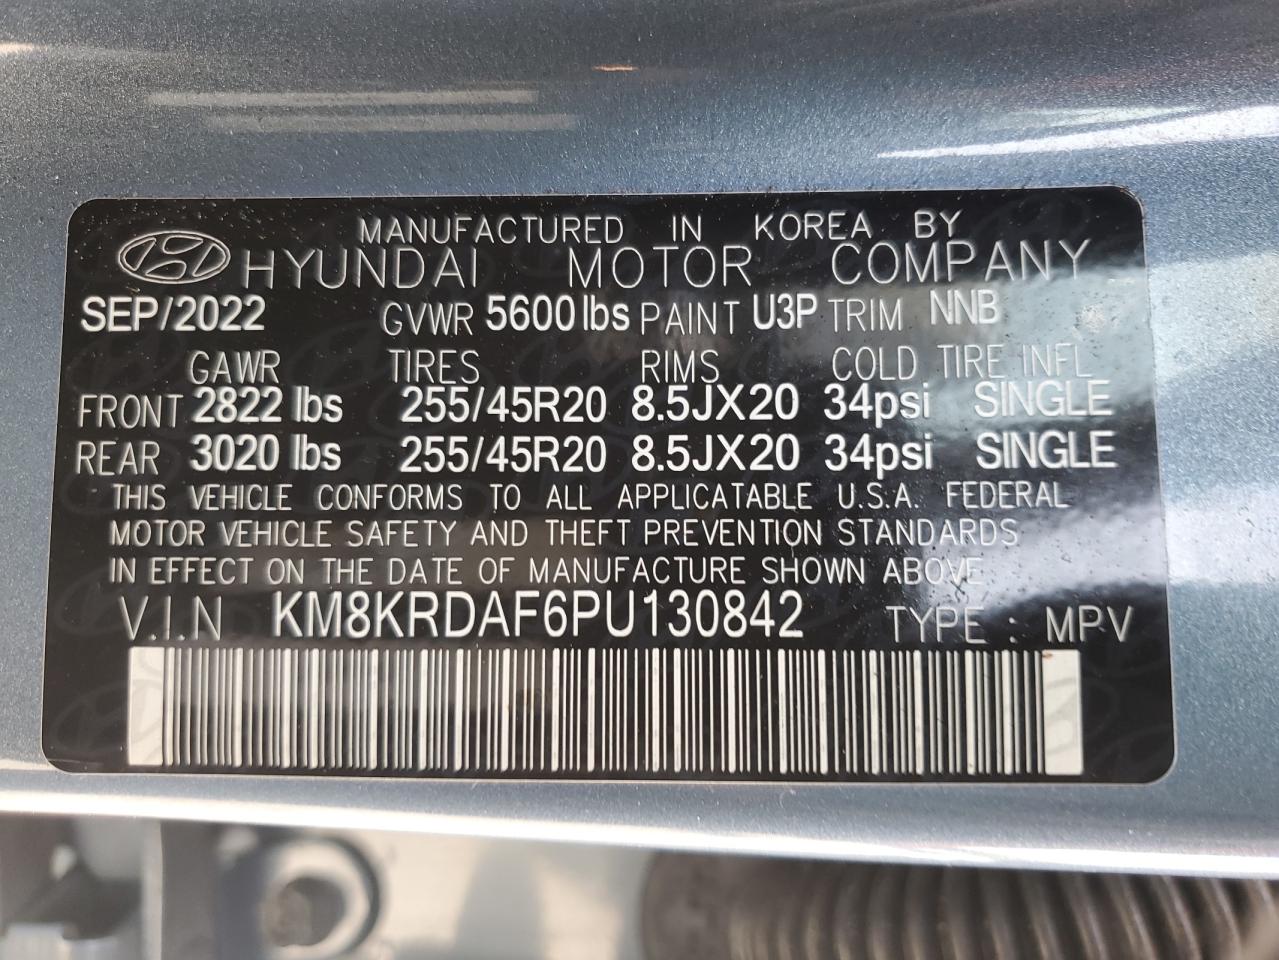 MANUFACTURED IN KOREA BY
HYUNDAI MOTOR COMPANY
SEP/2022 GVWR 5600 lbs PAINT U3P TRIM NNB
GAWR TIRES RIMS COLD TIRE INFL
FRONT 2822 lbs 255/45R20 8.5JX20 34psi SINGLE
REAR 3020 lbs 255/45R20 8.5JX20 34psi SINGLE
THIS VEHICLE CONFORMS TO ALL APPLICATABLE U.S.A. FEDERAL
MOTOR VEHICLE SAFETY AND THEFT PREVENTION STANDARDS
IN EFFECT ON THE DATE OF MANUFACTURE SHOWN ABOVE
V.I.N KM8KRDAF6PU130842 TYPE : MPV